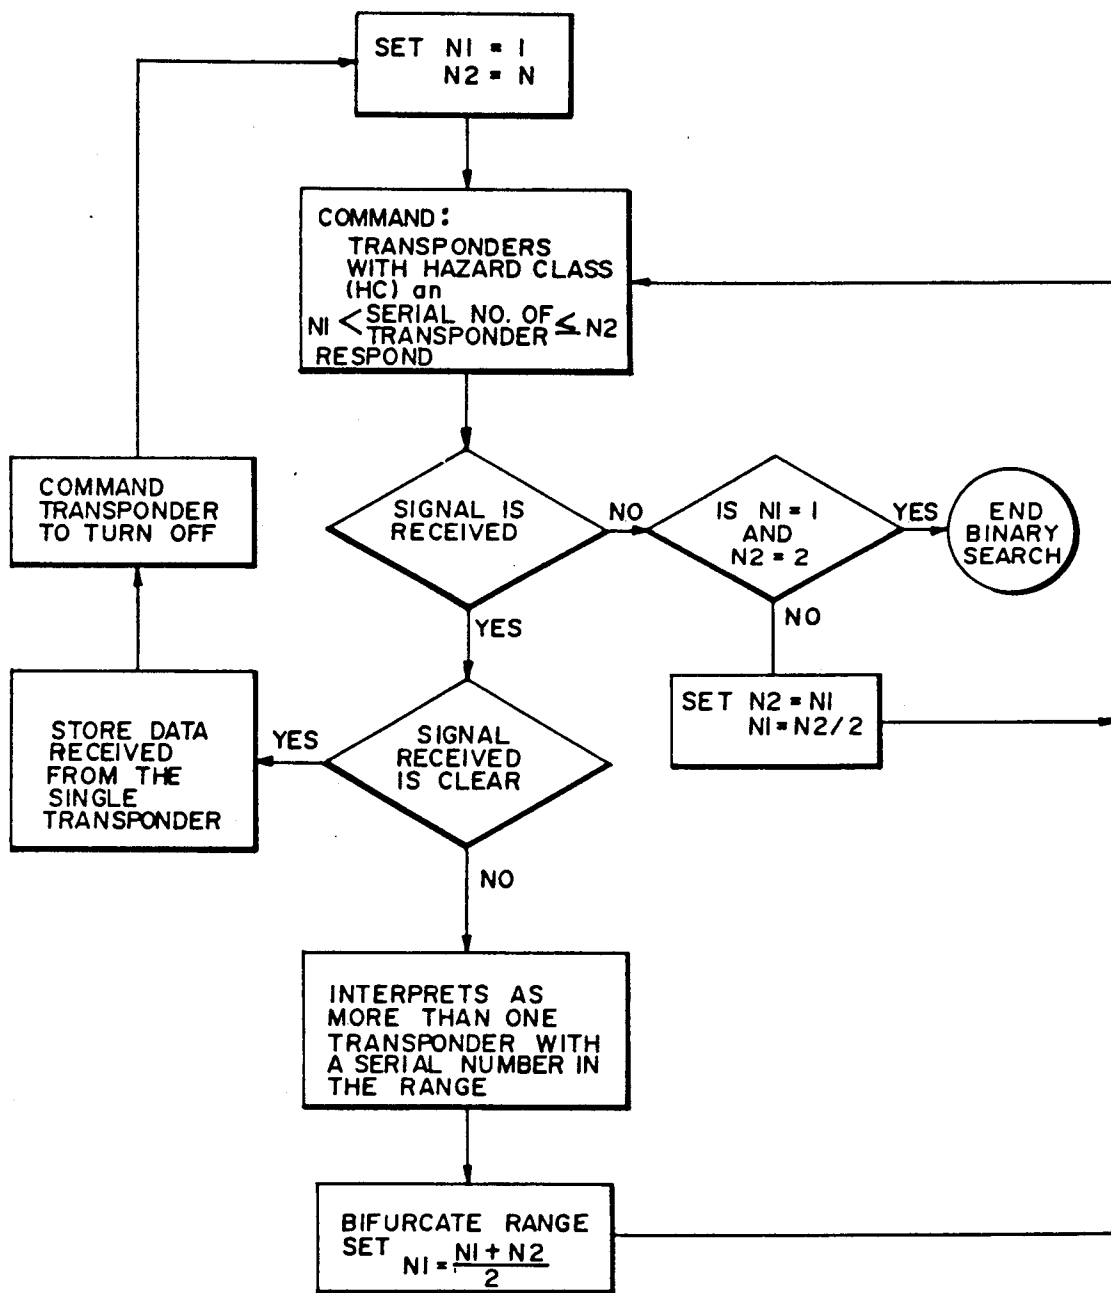 SET N1 = 1
N2 = N
COMMAND:
TRANSPONDERS
WITH HAZARD CLASS
(HC) an
N1 < SERIAL NO. OF TRANSPONDER ≤ N2
RESPOND
COMMAND
TRANSPONDER
TO TURN OFF
SIGNAL IS
RECEIVED
NO
IS N1 = 1
AND
N2 = 2
YES
END
BINARY
SEARCH
YES
NO
STORE DATA
RECEIVED
FROM THE
SINGLE
TRANSPONDER
YES
SIGNAL
RECEIVED
IS CLEAR
SET N2 = N1
N1 = N2/2
NO
INTERPRETS AS
MORE THAN ONE
TRANSPONDER WITH
A SERIAL NUMBER IN
THE RANGE
BIFURCATE RANGE
SET
N1 = N1 + N2
2